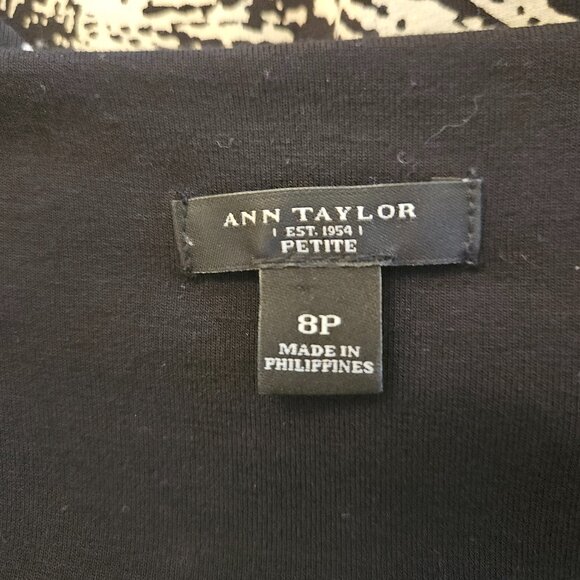 ANN TAYLOR
| EST. 1954 |
PETITE
8P
MADE IN
PHILIPPINES